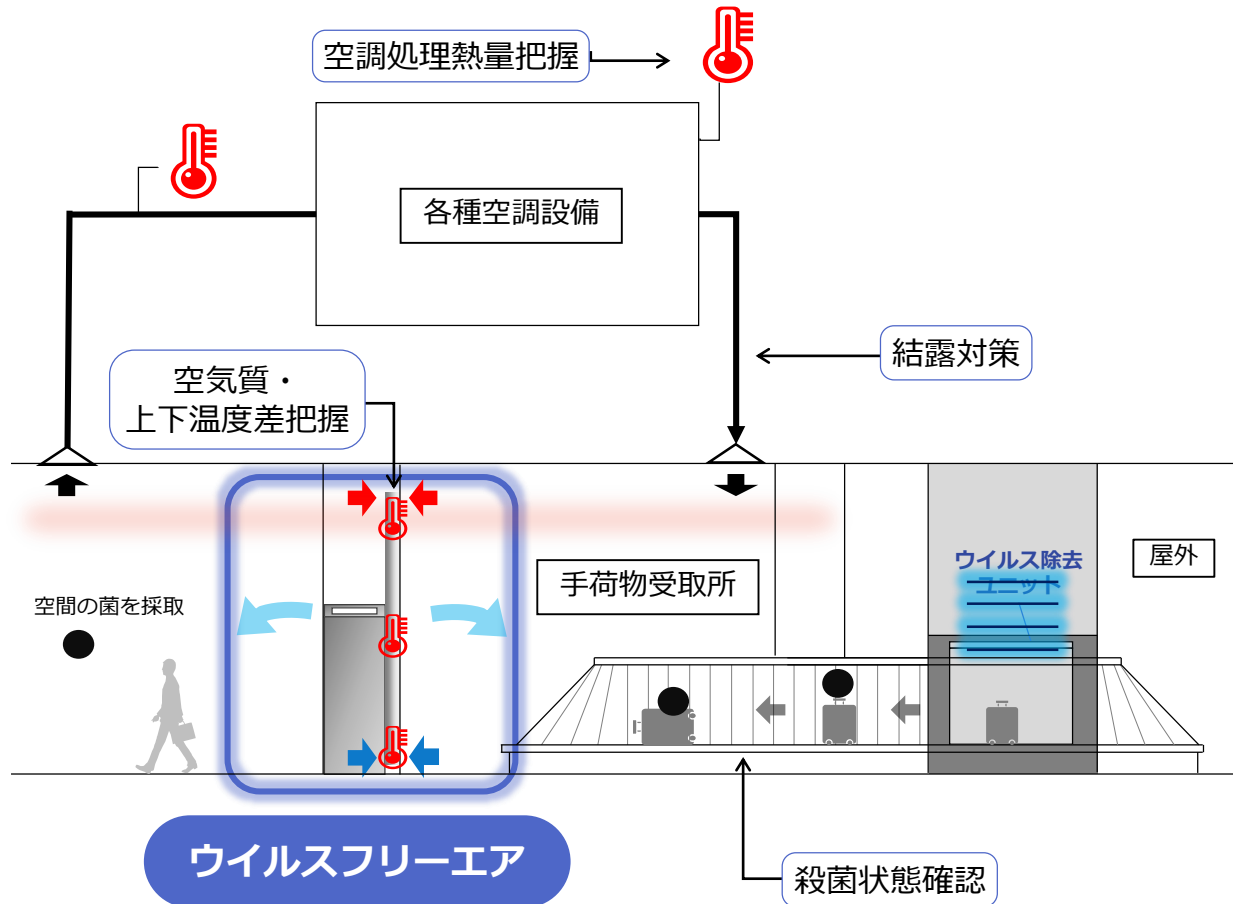 空調処理熱量把握
各種空調設備
結露対策
空気質・
上下温度差把握
ウイルス除去
ユニット
屋外
手荷物受取所
空間の菌を採取
ウイルスフリーエア
殺菌状態確認